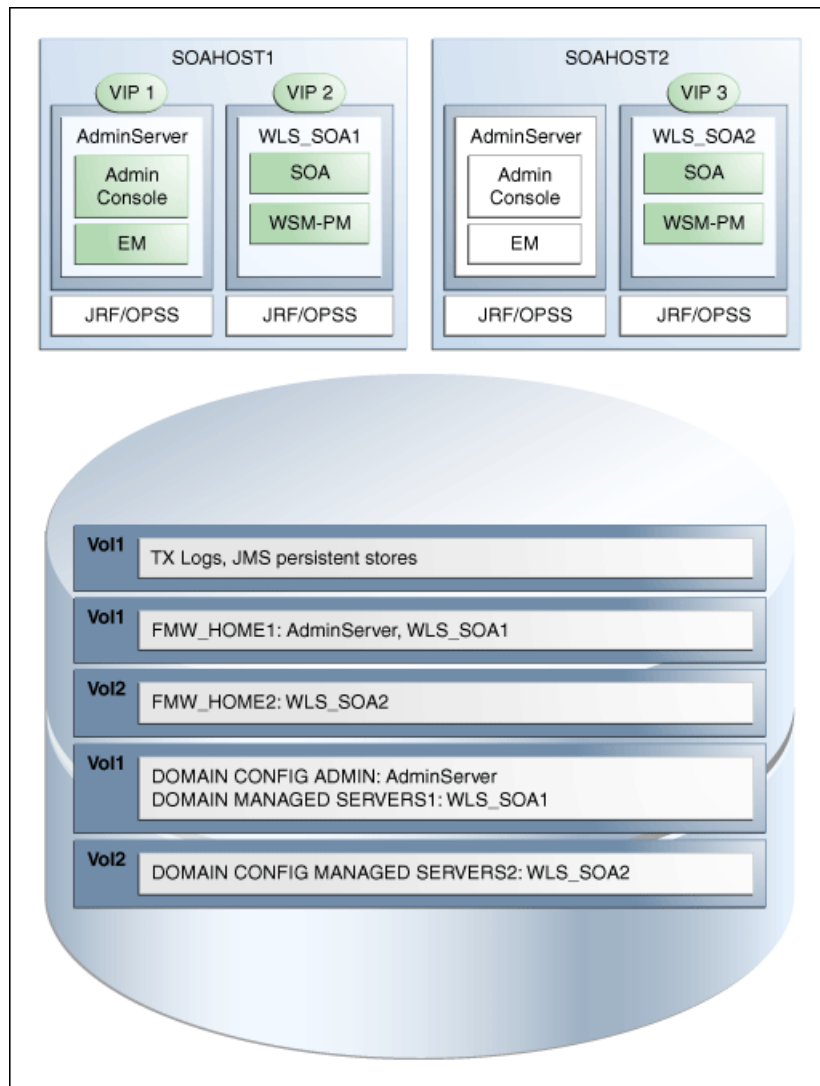 SOAHOST1
VIP 1
AdminServer
Admin
Console
EM
JRF/OPSS
VIP 2
WLS_SOA1
SOA
WSM-PM
JRF/OPSS
SOAHOST2
AdminServer
Admin
Console
EM
JRF/OPSS
VIP 3
WLS_SOA2
SOA
WSM-PM
JRF/OPSS
Vol1
TX Logs, JMS persistent stores
Vol1
FMW_HOME1: AdminServer, WLS_SOA1
Vol2
FMW_HOME2: WLS_SOA2
Vol1
DOMAIN CONFIG ADMIN: AdminServer
DOMAIN MANAGED SERVERS1: WLS_SOA1
Vol2
DOMAIN CONFIG MANAGED SERVERS2: WLS_SOA2